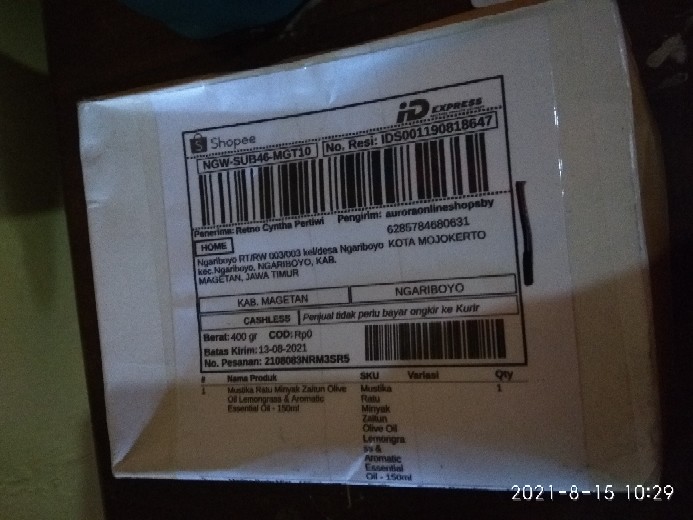 Shopee
iD EXPRESS
NGW-SUB46-MGT10
No. Resi: IDS001190818647
Penerima: Retno Cyntha Pertiwi
Pengirim: auroraonlineshopsby
6285784680631
HOME
KOTA MOJOKERTO
Ngariboyo RT/RW 003/003 kel/desa Ngariboyo
kec.Ngariboyo, NGARIBOYO, KAB.
MAGETAN, JAWA TIMUR
KAB. MAGETAN
NGARIBOYO
CASHLESS
Penjual tidak perlu bayar ongkir ke Kurir
Berat: 400 gr COD: Rp0
Batas Kirim: 13-08-2021
No. Pesanan: 2108083NRM3SR5
# Nama Produk SKU Variasi Qty
1 Mustika Ratu Minyak Zaitun Olive
Oil Lemongrass & Aromatic
Essential Oil - 150ml
Mustika
Ratu
Minyak
Zaitun
Olive Oil
Lemongra
ss &
Aromatic
Essential
Oil - 150ml
1
2021-8-15 10:29